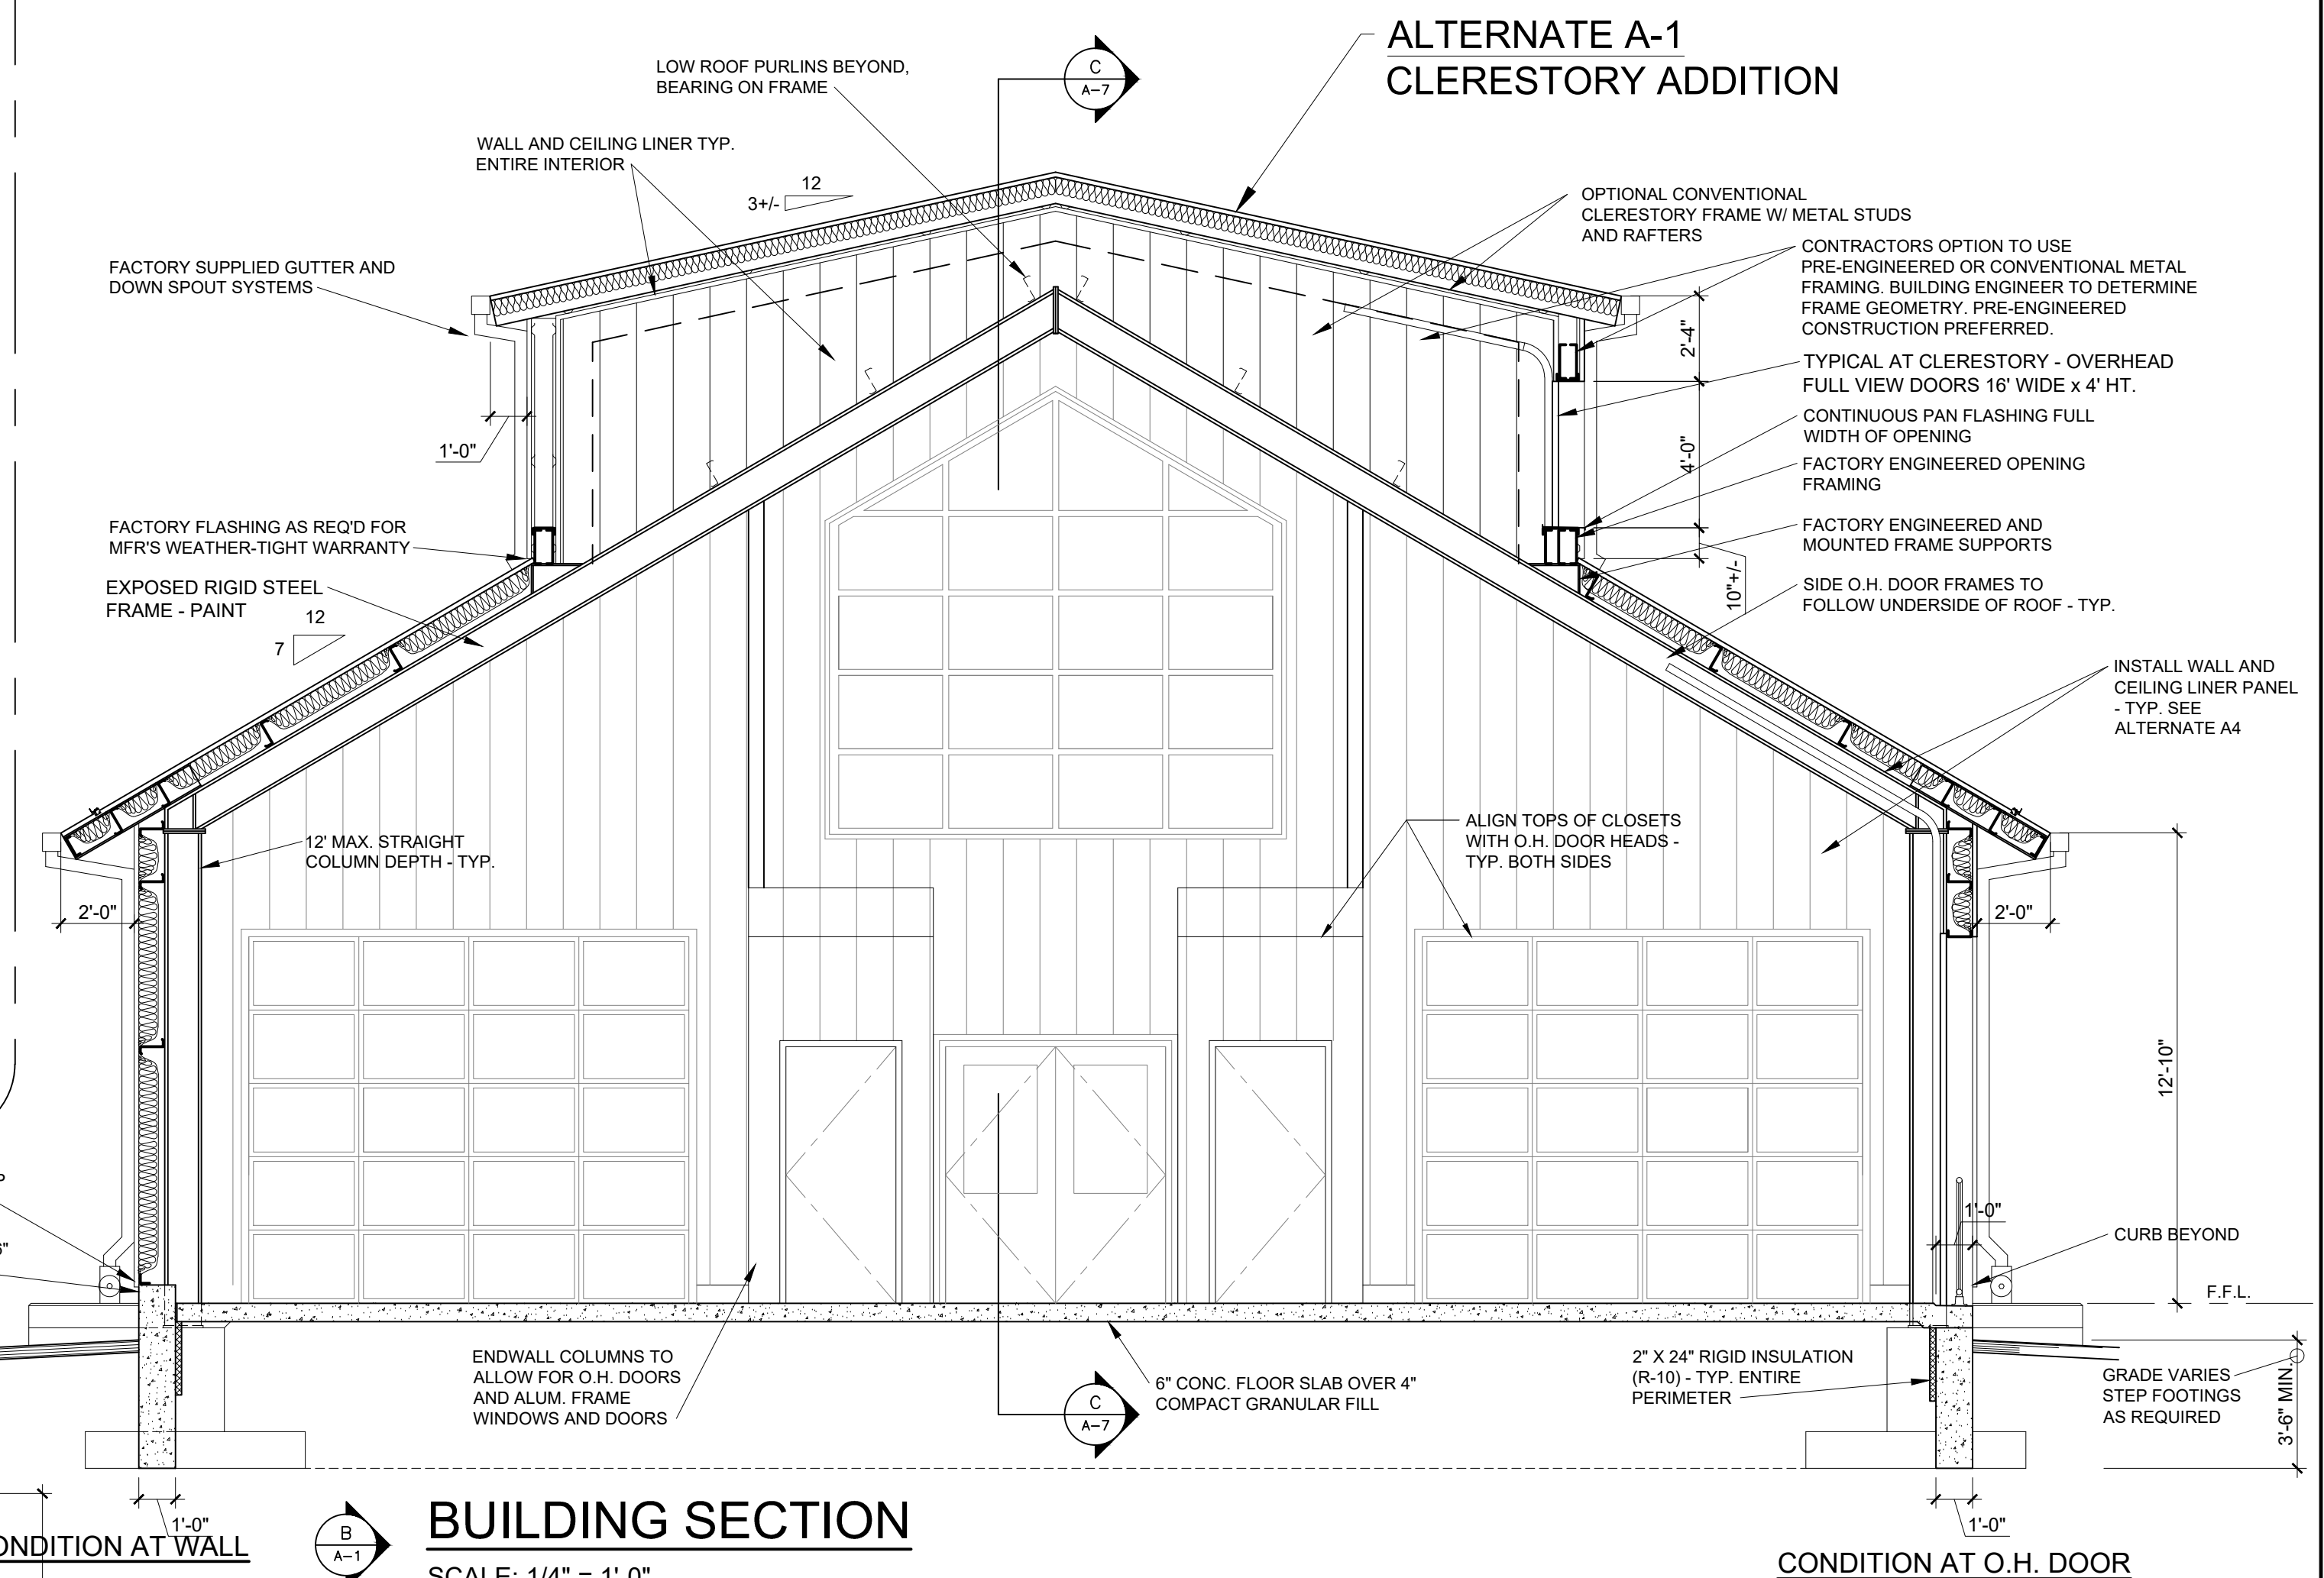 ALTERNATE A-1
CLERESTORY ADDITION
C
A-7
LOW ROOF PURLINS BEYOND,
BEARING ON FRAME
WALL AND CEILING LINER TYP.
ENTIRE INTERIOR
12
3+/-
OPTIONAL CONVENTIONAL
CLERESTORY FRAME W/ METAL STUDS
AND RAFTERS
CONTRACTORS OPTION TO USE
PRE-ENGINEERED OR CONVENTIONAL METAL
FRAMING. BUILDING ENGINEER TO DETERMINE
FRAME GEOMETRY. PRE-ENGINEERED
CONSTRUCTION PREFERRED.
FACTORY SUPPLIED GUTTER AND
DOWN SPOUT SYSTEMS
2'-4"
TYPICAL AT CLERESTORY - OVERHEAD
FULL VIEW DOORS 16' WIDE x 4' HT.
CONTINUOUS PAN FLASHING FULL
WIDTH OF OPENING
1'-0"
4'-0"
FACTORY ENGINEERED OPENING
FRAMING
FACTORY FLASHING AS REQ'D FOR
MFR'S WEATHER-TIGHT WARRANTY
FACTORY ENGINEERED AND
MOUNTED FRAME SUPPORTS
EXPOSED RIGID STEEL
FRAME - PAINT
10"+/-
SIDE O.H. DOOR FRAMES TO
FOLLOW UNDERSIDE OF ROOF - TYP.
12
7
INSTALL WALL AND
CEILING LINER PANEL
- TYP. SEE
ALTERNATE A4
12' MAX. STRAIGHT
COLUMN DEPTH - TYP.
ALIGN TOPS OF CLOSETS
WITH O.H. DOOR HEADS -
TYP. BOTH SIDES
2'-0"
2'-0"
12'-10"
1'-0"
CURB BEYOND
F.F.L.
ENDWALL COLUMNS TO
ALLOW FOR O.H. DOORS
AND ALUM. FRAME
WINDOWS AND DOORS
6" CONC. FLOOR SLAB OVER 4"
COMPACT GRANULAR FILL
C
A-7
2" X 24" RIGID INSULATION
(R-10) - TYP. ENTIRE
PERIMETER
GRADE VARIES
STEP FOOTINGS
AS REQUIRED
3'-6" MIN.
1'-0"
1'-0"
CONDITION AT WALL
B
A-1
BUILDING SECTION
SCALE: 1/4" = 1'-0"
CONDITION AT O.H. DOOR